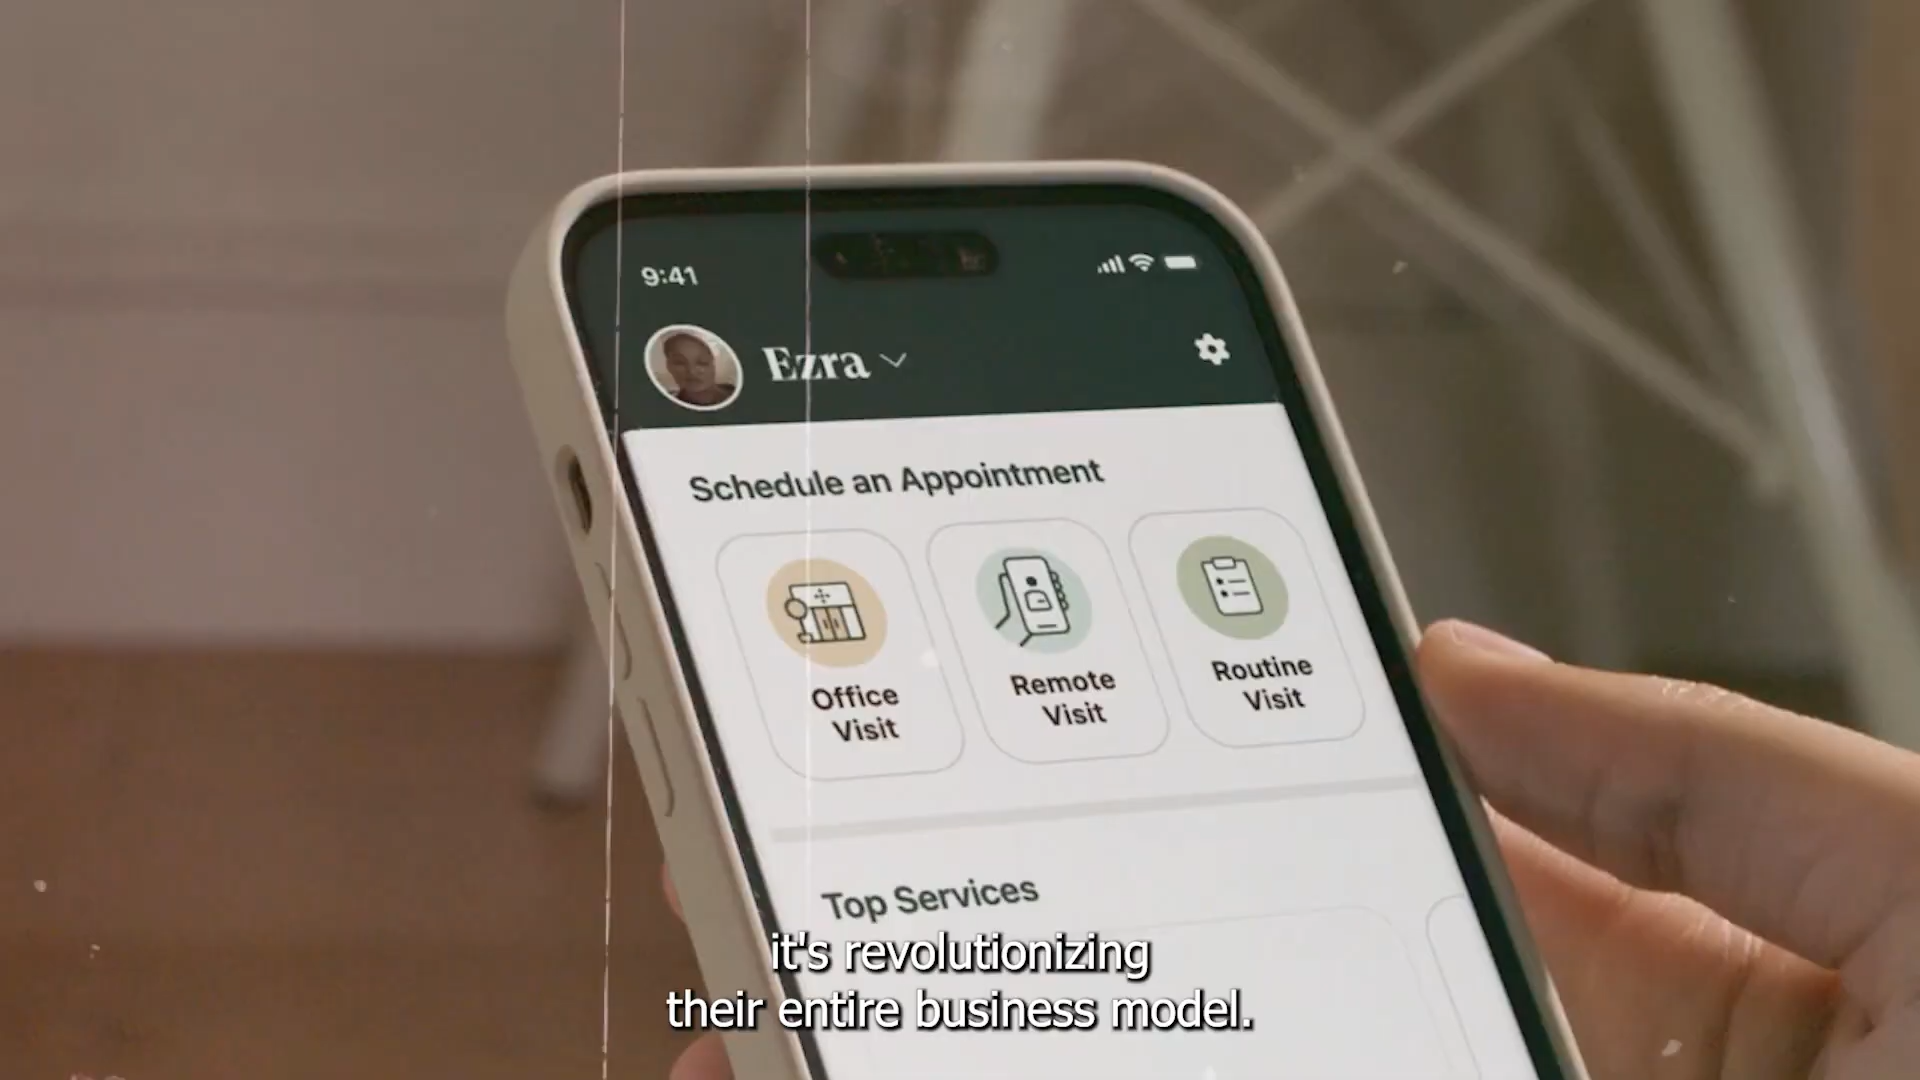 9:41
Ezra
Schedule an Appointment
Office
Visit
Remote
Visit
Routine
Visit
Top Services
it's revolutionizing
their entire business model.